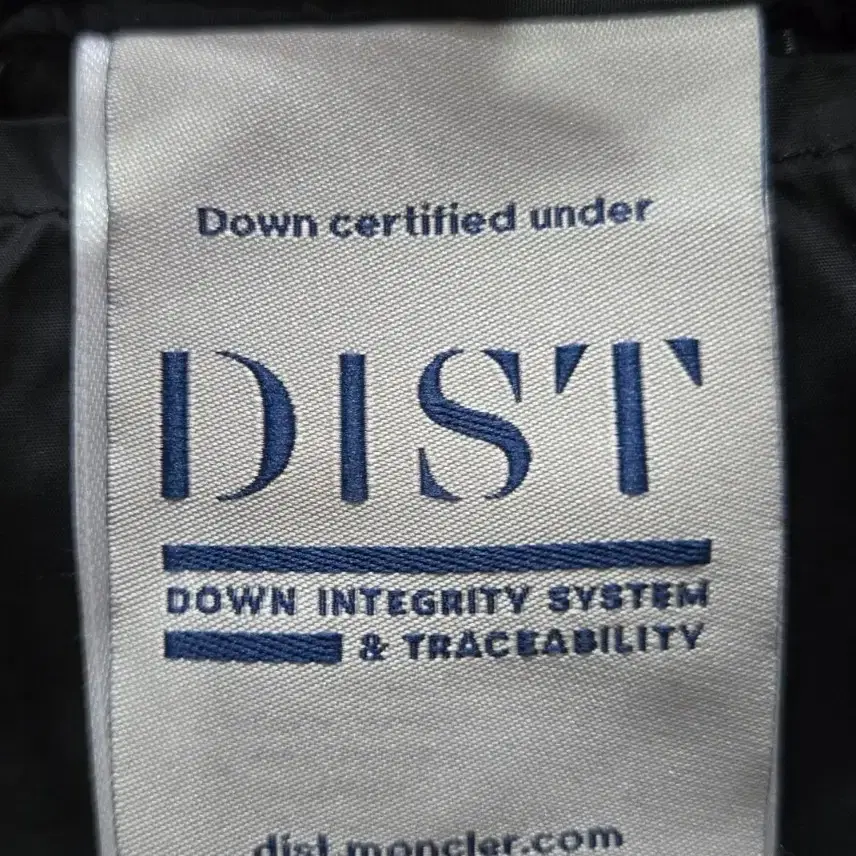 Down certified under
DIST
DOWN INTEGRITY SYSTEM
& TRACEABILITY
dist.moncler.com